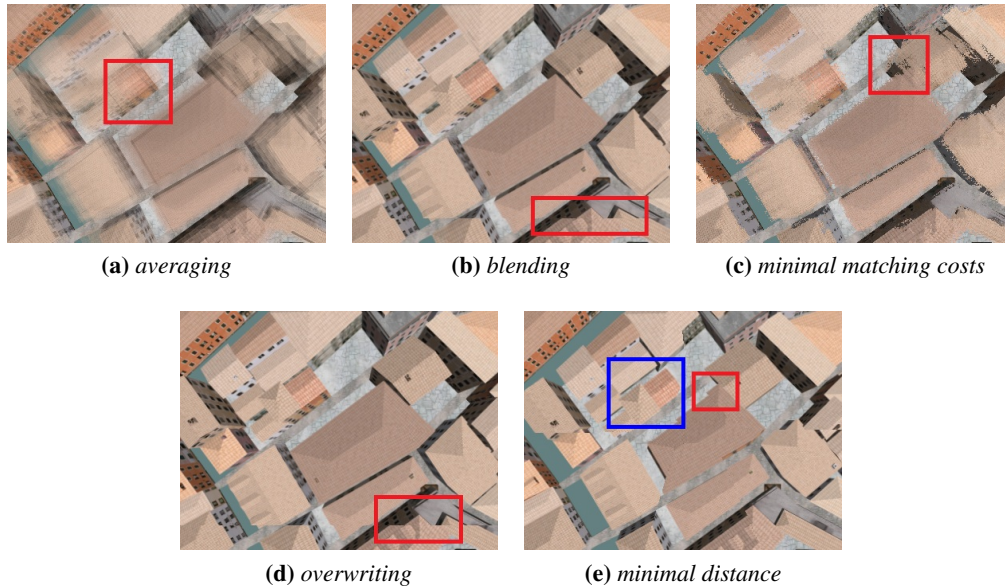 (a) averaging
(b) blending
(c) minimal matching costs
(d) overwriting
(e) minimal distance